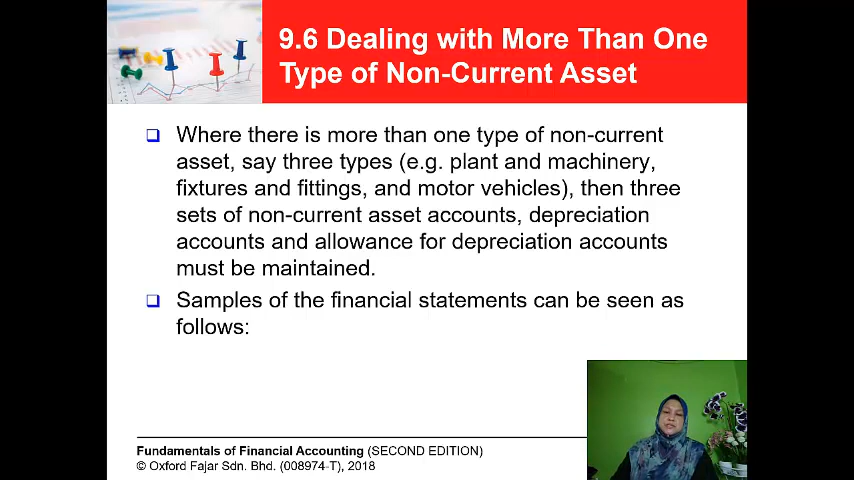 9.6 Dealing with More Than One
Type of Non-Current Asset
❑ Where there is more than one type of non-current
asset, say three types (e.g. plant and machinery,
fixtures and fittings, and motor vehicles), then three
sets of non-current asset accounts, depreciation
accounts and allowance for depreciation accounts
must be maintained.
❑ Samples of the financial statements can be seen as
follows:
Fundamentals of Financial Accounting (SECOND EDITION)
© Oxford Fajar Sdn. Bhd. (008974-T), 2018